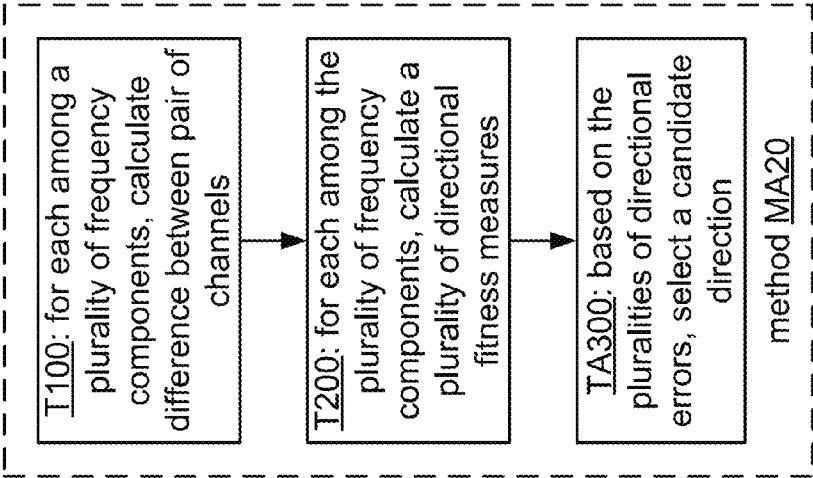 T100: for each among a
plurality of frequency
components, calculate
difference between pair of
channels
T200: for each among the
plurality of frequency
components, calculate a
plurality of directional
fitness measures
TA300: based on the
pluralities of directional
errors, select a candidate
direction
method MA20